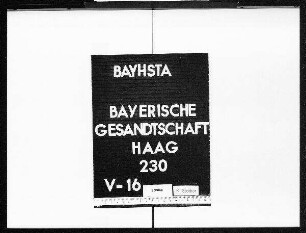 BAYHSTA
BAYERISCHE
GESANDTSCHAFT
HAAG
230
V-16